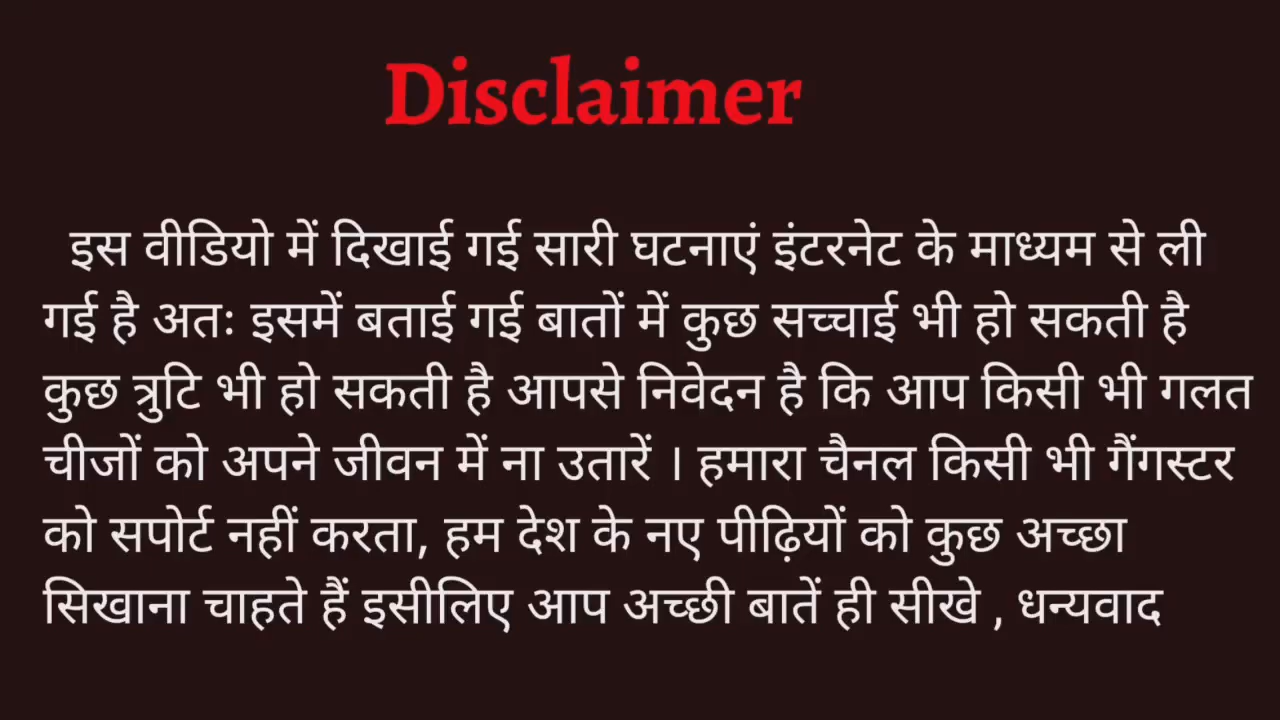 Disclaimer
इस वीडियो में दिखाई गई सारी घटनाएं इंटरनेट के माध्यम से ली
गई है अतः इसमें बताई गई बातों में कुछ सच्चाई भी हो सकती है
कुछ त्रुटि भी हो सकती है आपसे निवेदन है कि आप किसी भी गलत
चीजों को अपने जीवन में ना उतारें । हमारा चैनल किसी भी गैंगस्टर
को सपोर्ट नहीं करता, हम देश के नए पीढ़ियों को कुछ अच्छा
सिखाना चाहते हैं इसीलिए आप अच्छी बातें ही सीखे , धन्यवाद